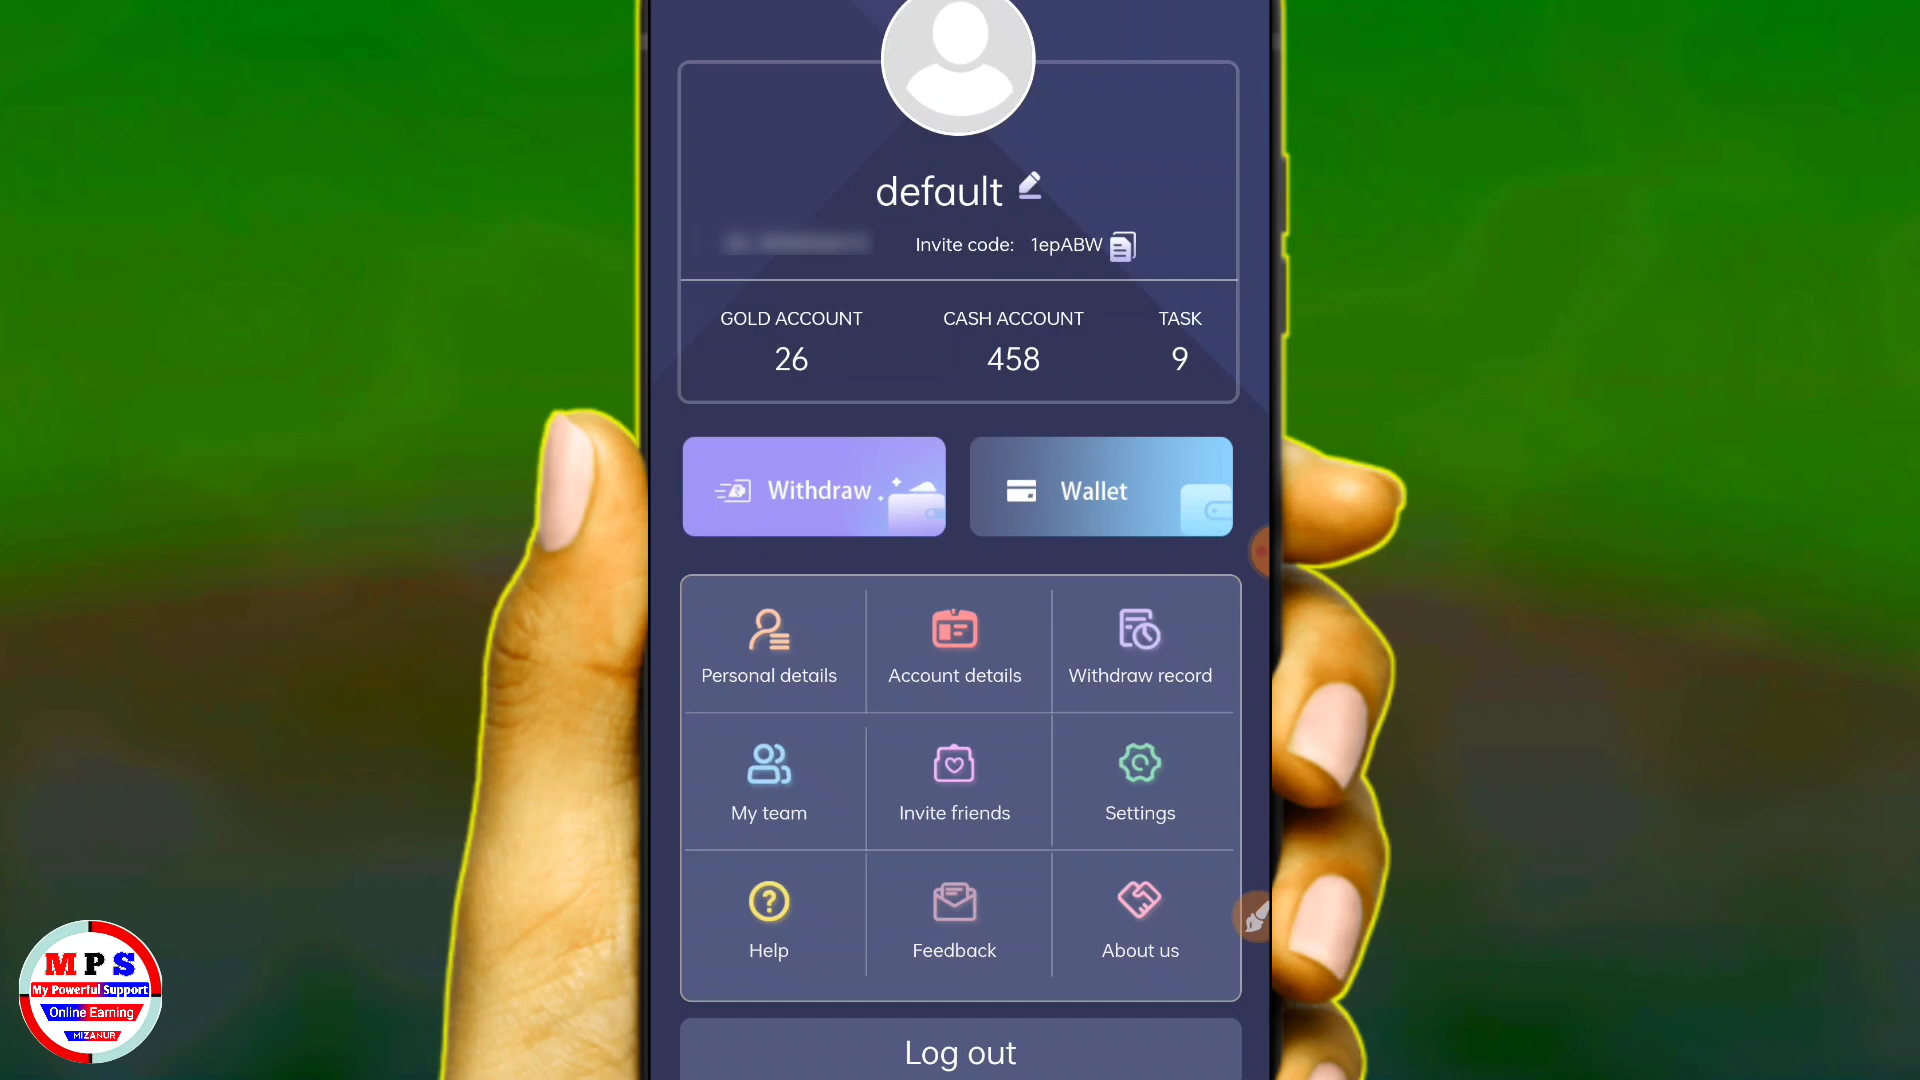 default
Invite code: 1epABW
GOLD ACCOUNT CASH ACCOUNT TASK
26 458 9
Withdraw Wallet
Personal details Account details Withdraw record
My team Invite friends Settings
Help Feedback About us
Log out
M P S
My Powerful Support
Online Earning
MIZANUR